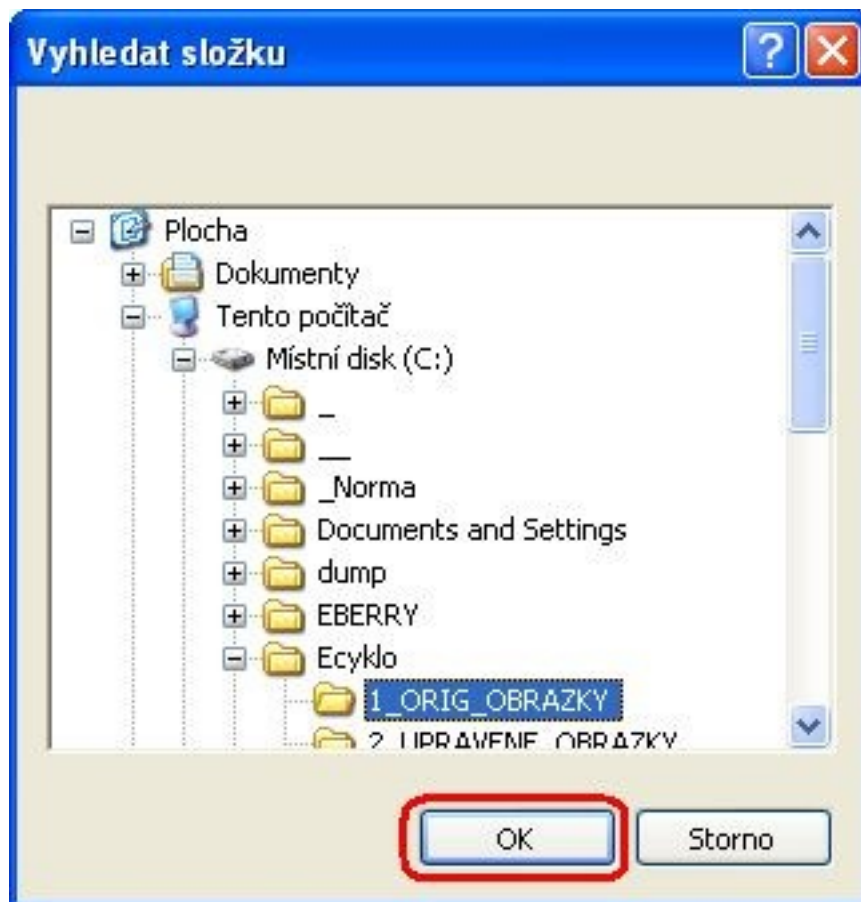 Vyhledat složku
Plocha
Dokumenty
Tento počítač
Místní disk (C:)
_
__
_Norma
Documents and Settings
dump
EBERRY
Ecyklo
1_ORIG_OBRAZKY
2_UPRAVENE_OBRAZKY
OK Storno